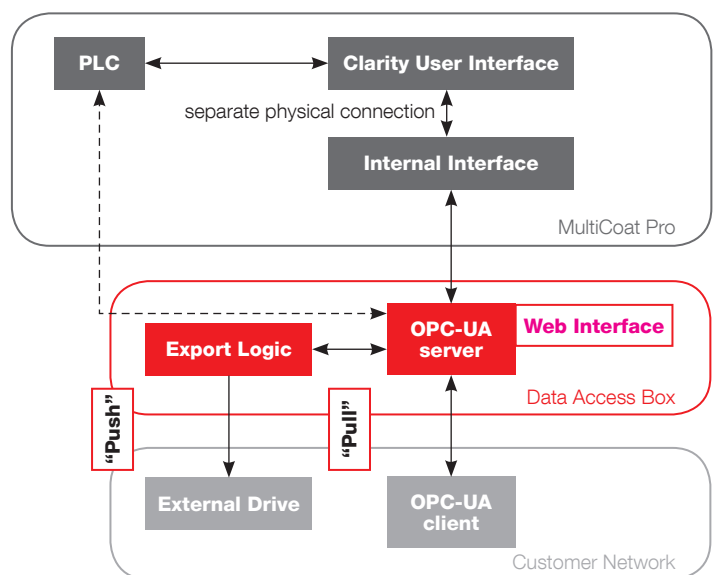 PLC
Clarity User Interface
separate physical connection
Internal Interface
MultiCoat Pro
OPC-UA
server
Web Interface
Export Logic
Data Access Box
“Push”
“Pull”
External Drive
OPC-UA
client
Customer Network